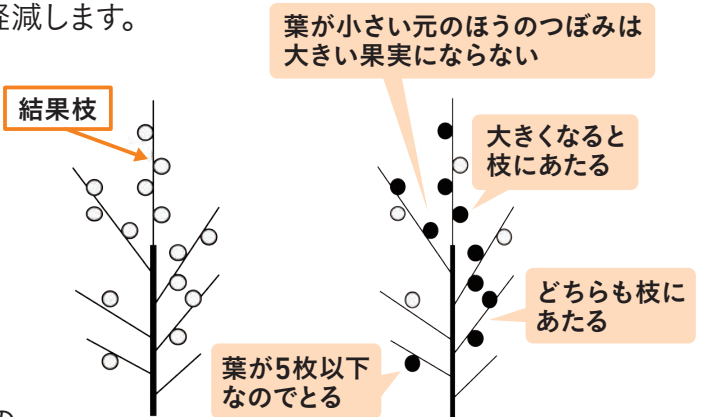 軽減します。
葉が小さい元のほうのつぼみは
大きい果実にならない
結果枝
大きくなると
枝にあたる
どちらも枝に
あたる
葉が5枚以下
なのでとる